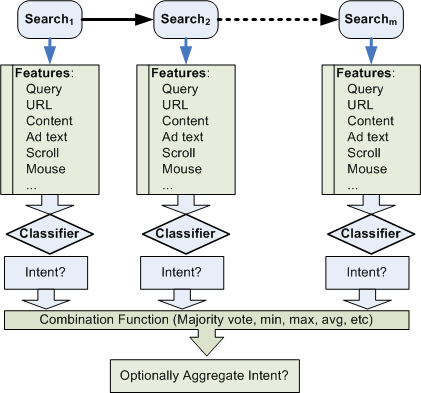 Search1
Search2
Searchm
Features:
Query
URL
Content
Ad text
Scroll
Mouse
...
Features:
Query
URL
Content
Ad text
Scroll
Mouse
...
Features:
Query
URL
Content
Ad text
Scroll
Mouse
...
Classifier
Classifier
Classifier
Intent?
Intent?
Intent?
Combination Function (Majority vote, min, max, avg, etc)
Optionally Aggregate Intent?